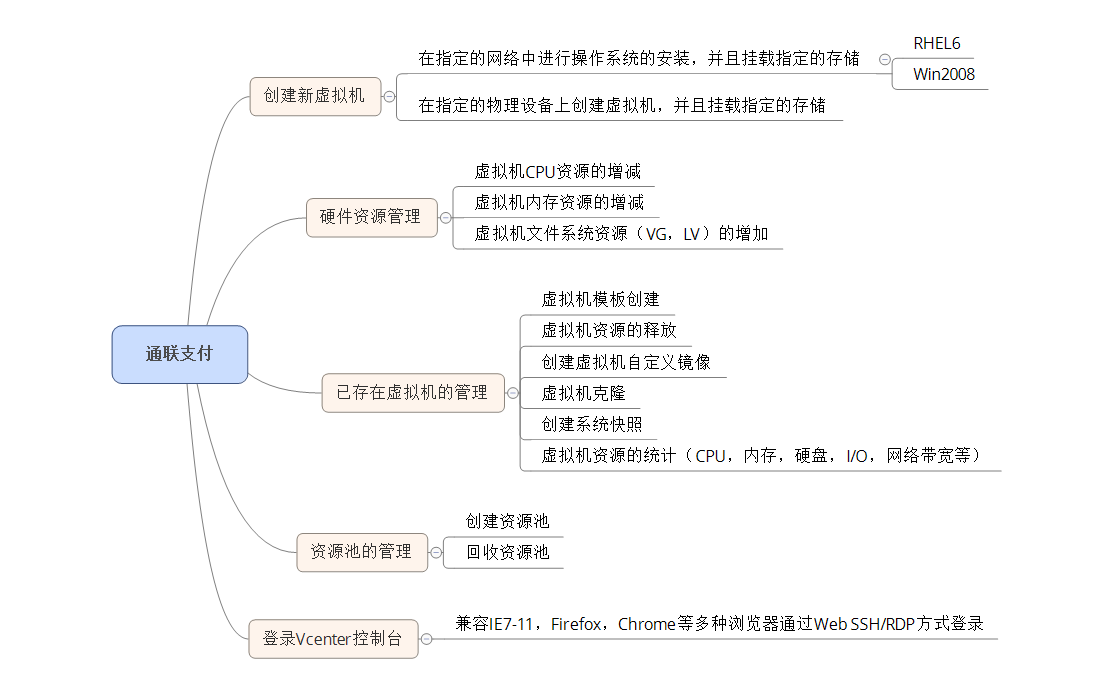 通联支付
创建新虚拟机
在指定的网络中进行操作系统的安装，并且挂载指定的存储
RHEL6
Win2008
在指定的物理设备上创建虚拟机，并且挂载指定的存储
硬件资源管理
虚拟机CPU资源的增减
虚拟机内存资源的增减
虚拟机文件系统资源（VG，LV）的增加
已存在虚拟机的管理
虚拟机模板创建
虚拟机资源的释放
创建虚拟机自定义镜像
虚拟机克隆
创建系统快照
虚拟机资源的统计（CPU，内存，硬盘，I/O，网络带宽等）
资源池的管理
创建资源池
回收资源池
登录Vcenter控制台
兼容IE7-11，Firefox，Chrome等多种浏览器通过Web SSH/RDP方式登录